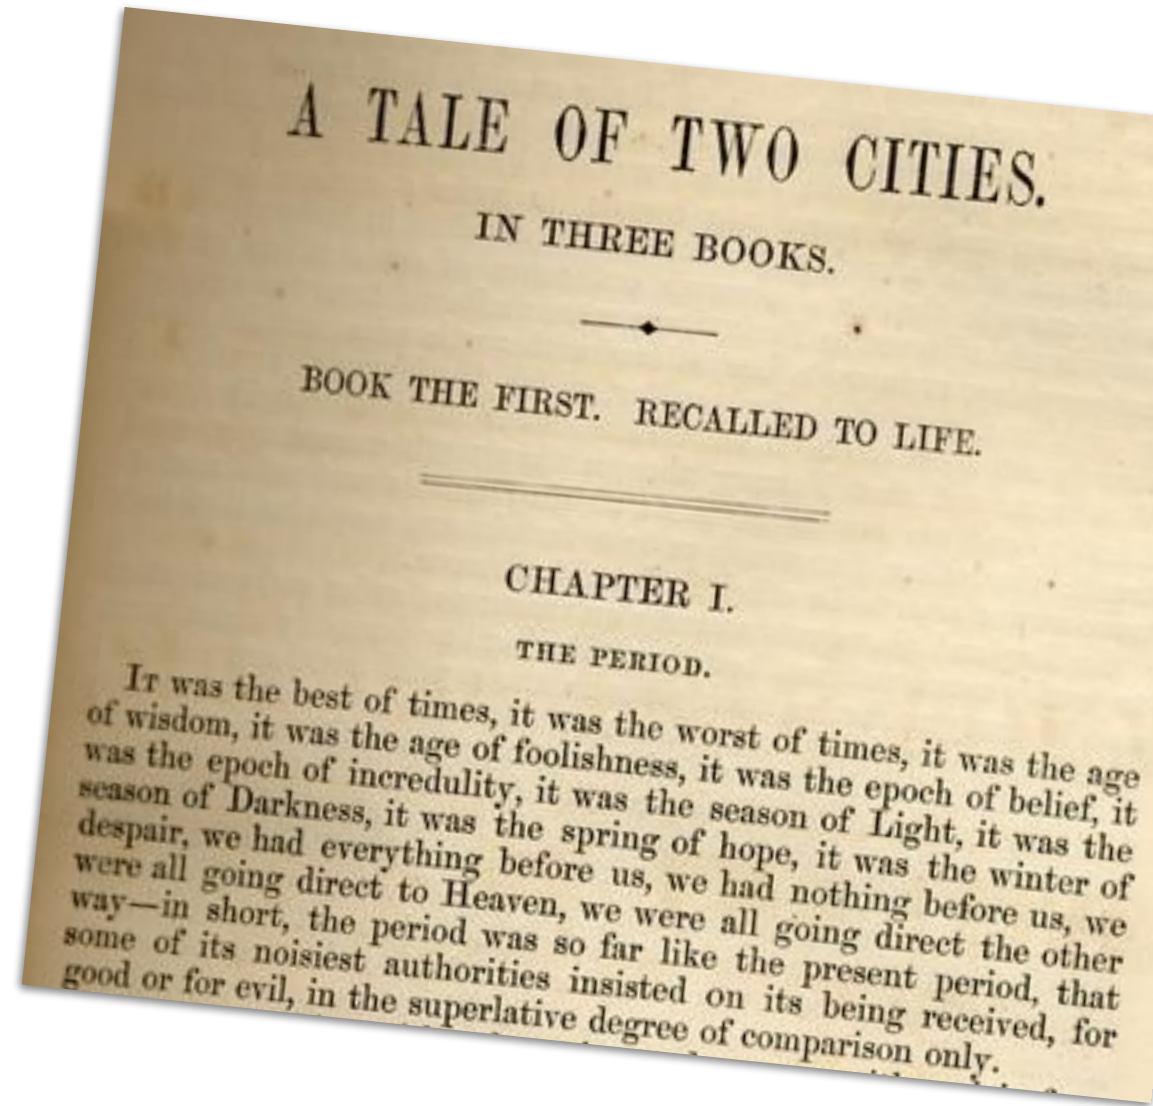 A TALE OF TWO CITIES.
IN THREE BOOKS.
BOOK THE FIRST. RECALLED TO LIFE.
CHAPTER I.
THE PERIOD.
IT was the best of times, it was the worst of times, it was the age
of wisdom, it was the age of foolishness, it was the epoch of belief, it
was the epoch of incredulity, it was the season of Light, it was the
season of Darkness, it was the spring of hope, it was the winter of
despair, we had everything before us, we had nothing before us, we
were all going direct to Heaven, we were all going direct the other
way—in short, the period was so far like the present period, that
some of its noisiest authorities insisted on its being received, for
good or for evil, in the superlative degree of comparison only.